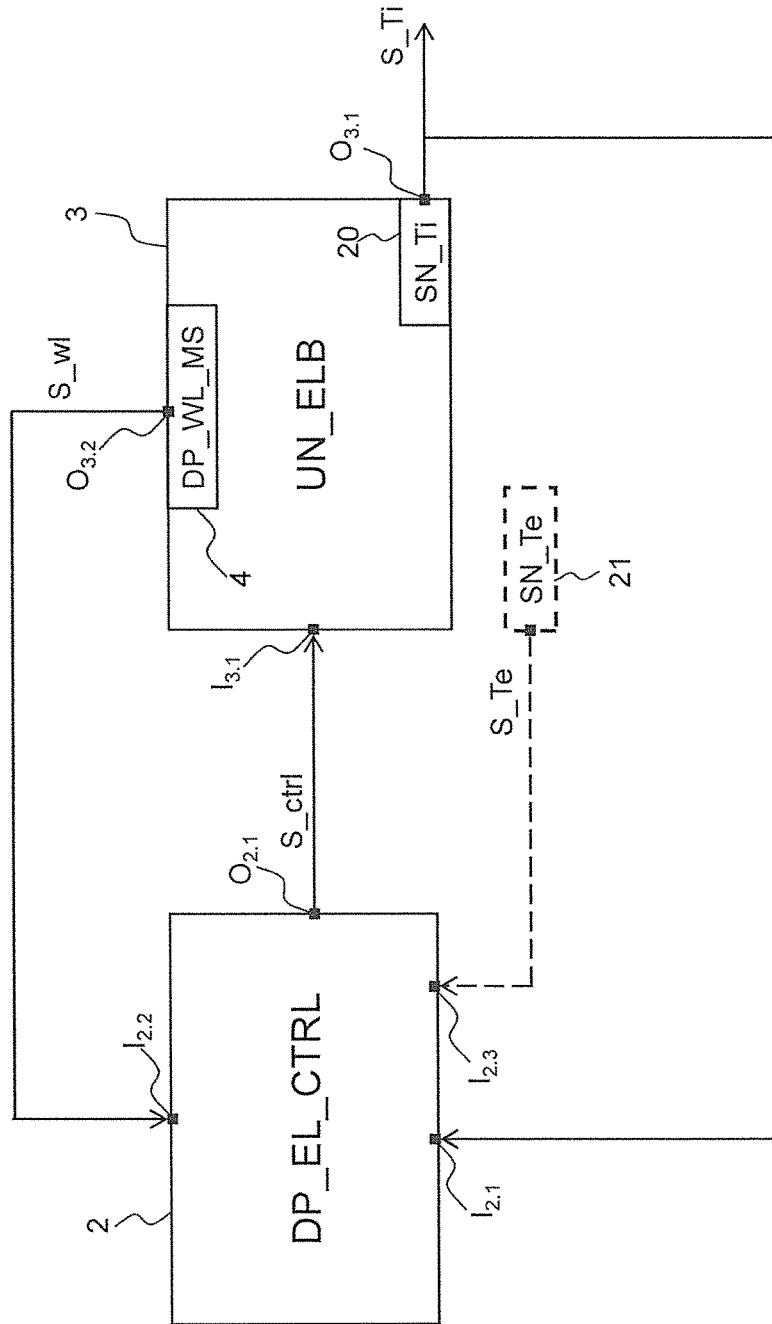 S_wl
3
O3.2
DP_WL_MS
4
UN_ELB
20
SN_Ti
O3.1
S_Ti
I3.1
S_ctrl
O2.1
I2.2
2
DP_EL_CTRL
I2.1
I2.3
S_Te
SN_Te
21